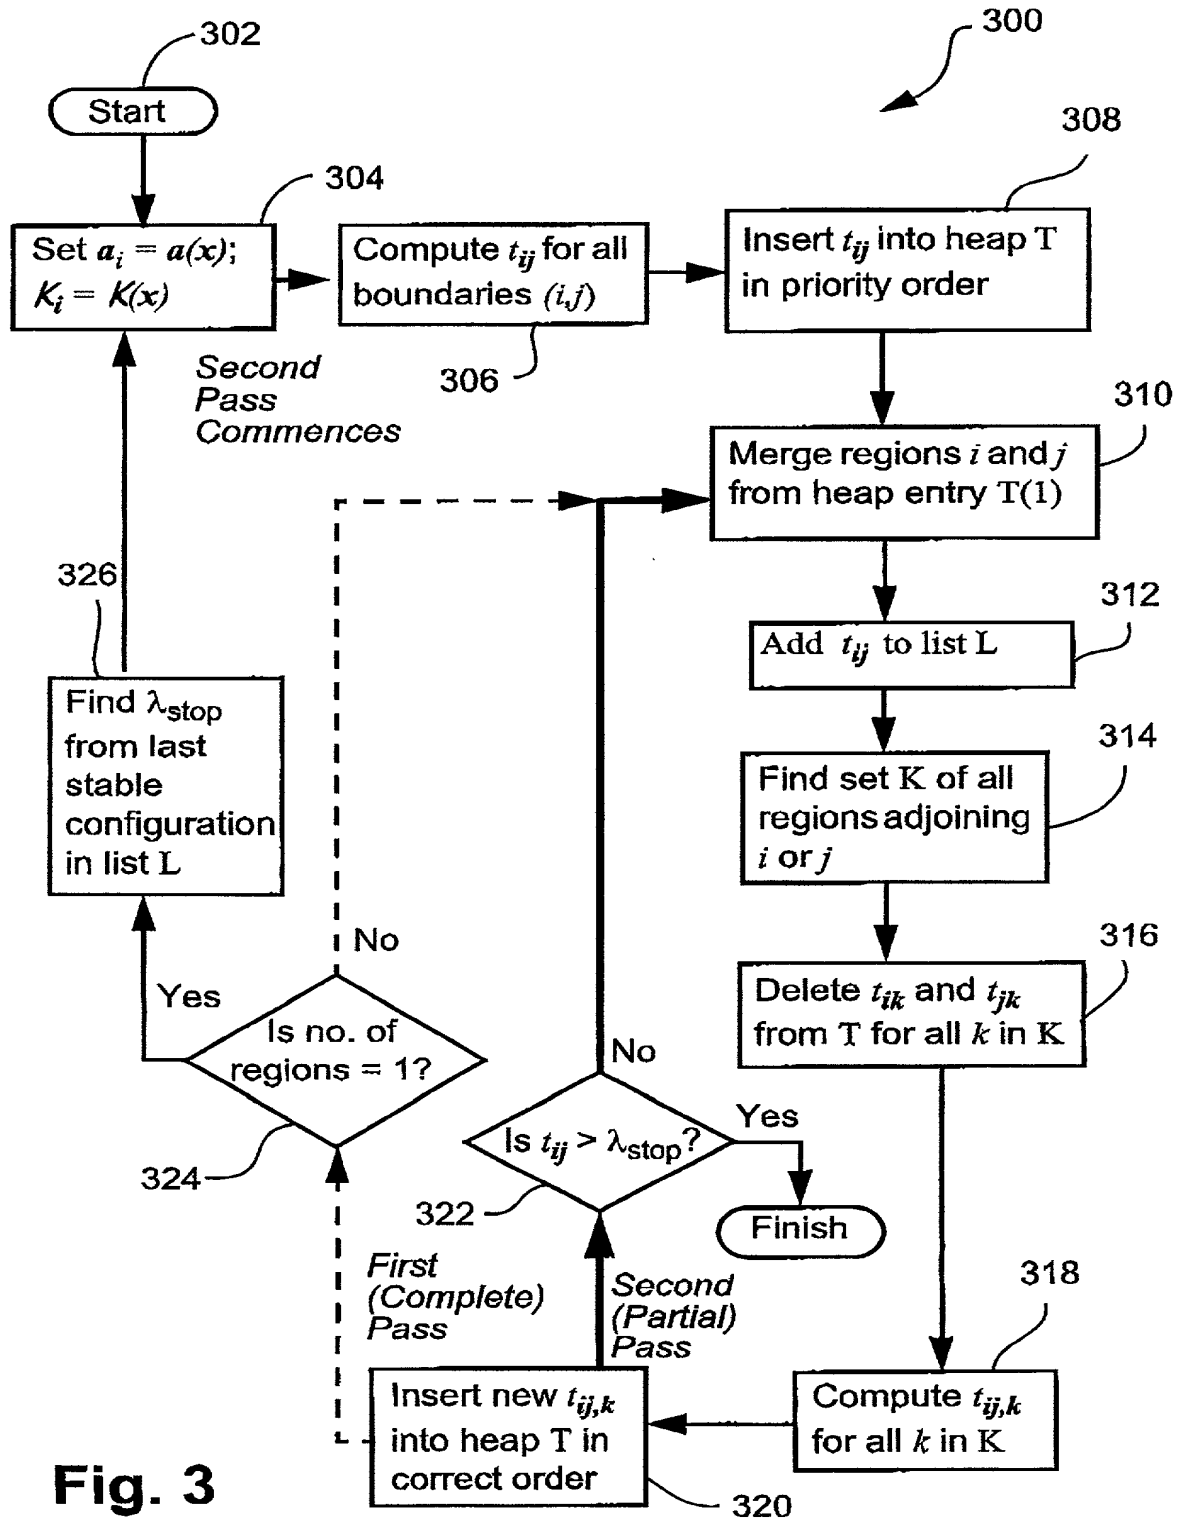 302
300
Start
308
304
Set a_i = a(x);
K_i = K(x)
Compute t_ij for all
boundaries (i,j)
Insert t_ij into heap T
in priority order
306
Second
Pass
Commences
310
Merge regions i and j
from heap entry T(1)
326
312
Add t_ij to list L
Find λ_stop
from last
stable
configuration
in list L
314
Find set K of all
regions adjoining
i or j
No
316
Yes
Delete t_ik and t_jk
from T for all k in K
Is no. of
regions = 1?
No
Yes
Is t_ij > λ_stop?
324
322
Finish
First
(Complete)
Pass
Second
(Partial)
Pass
318
Insert new t_ij,k
into heap T in
correct order
Compute t_ij,k
for all k in K
320
Fig. 3